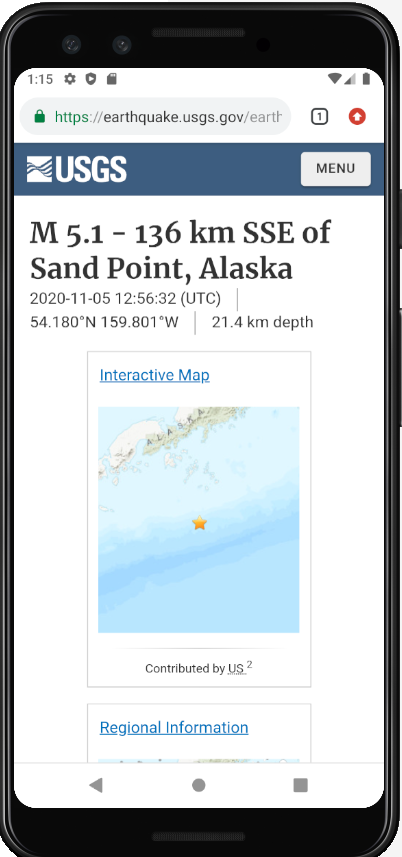 1:15
https://earthquake.usgs.gov/earth
1
USGS
MENU
M 5.1 - 136 km SSE of
Sand Point, Alaska
2020-11-05 12:56:32 (UTC)
54.180°N 159.801°W
21.4 km depth
Interactive Map
ALASKA
Contributed by US 2
Regional Information